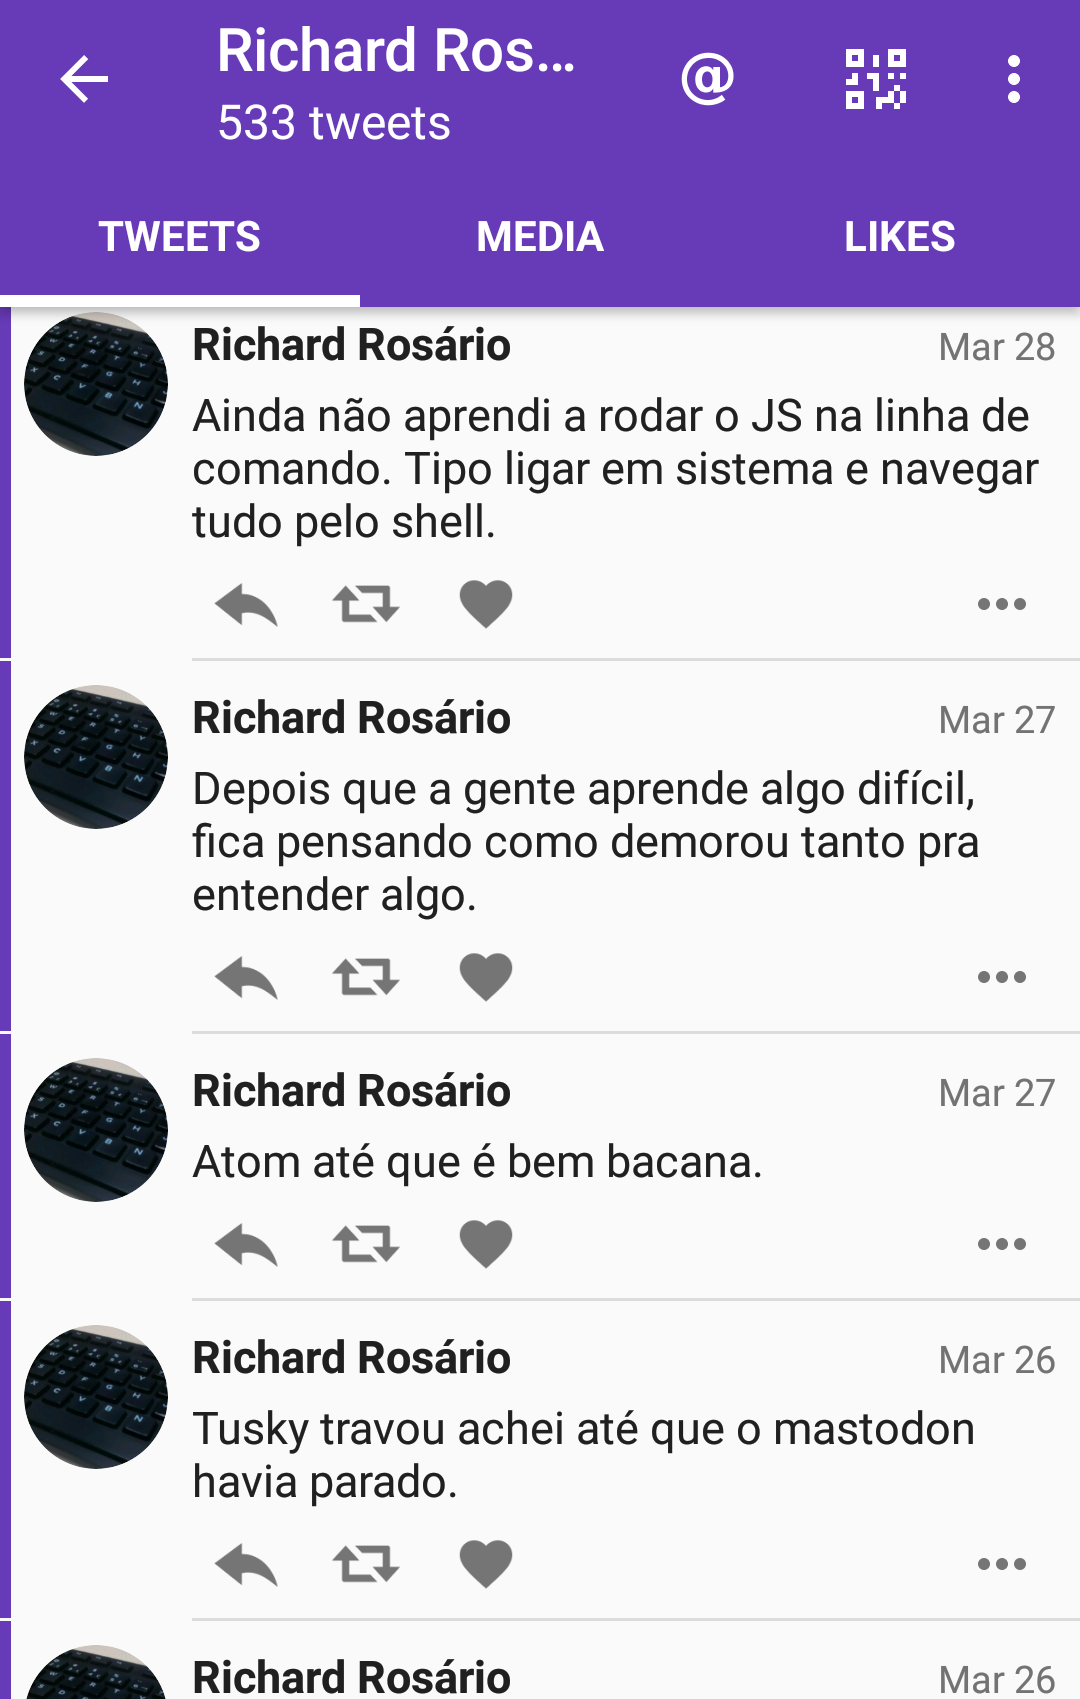 Richard Ros...
533 tweets
@
TWEETS MEDIA LIKES
Richard Rosário Mar 28
Ainda não aprendi a rodar o JS na linha de
comando. Tipo ligar em sistema e navegar
tudo pelo shell.
Richard Rosário Mar 27
Depois que a gente aprende algo difícil,
fica pensando como demorou tanto pra
entender algo.
Richard Rosário Mar 27
Atom até que é bem bacana.
Richard Rosário Mar 26
Tusky travou achei até que o mastodon
havia parado.
Richard Rosário Mar 26